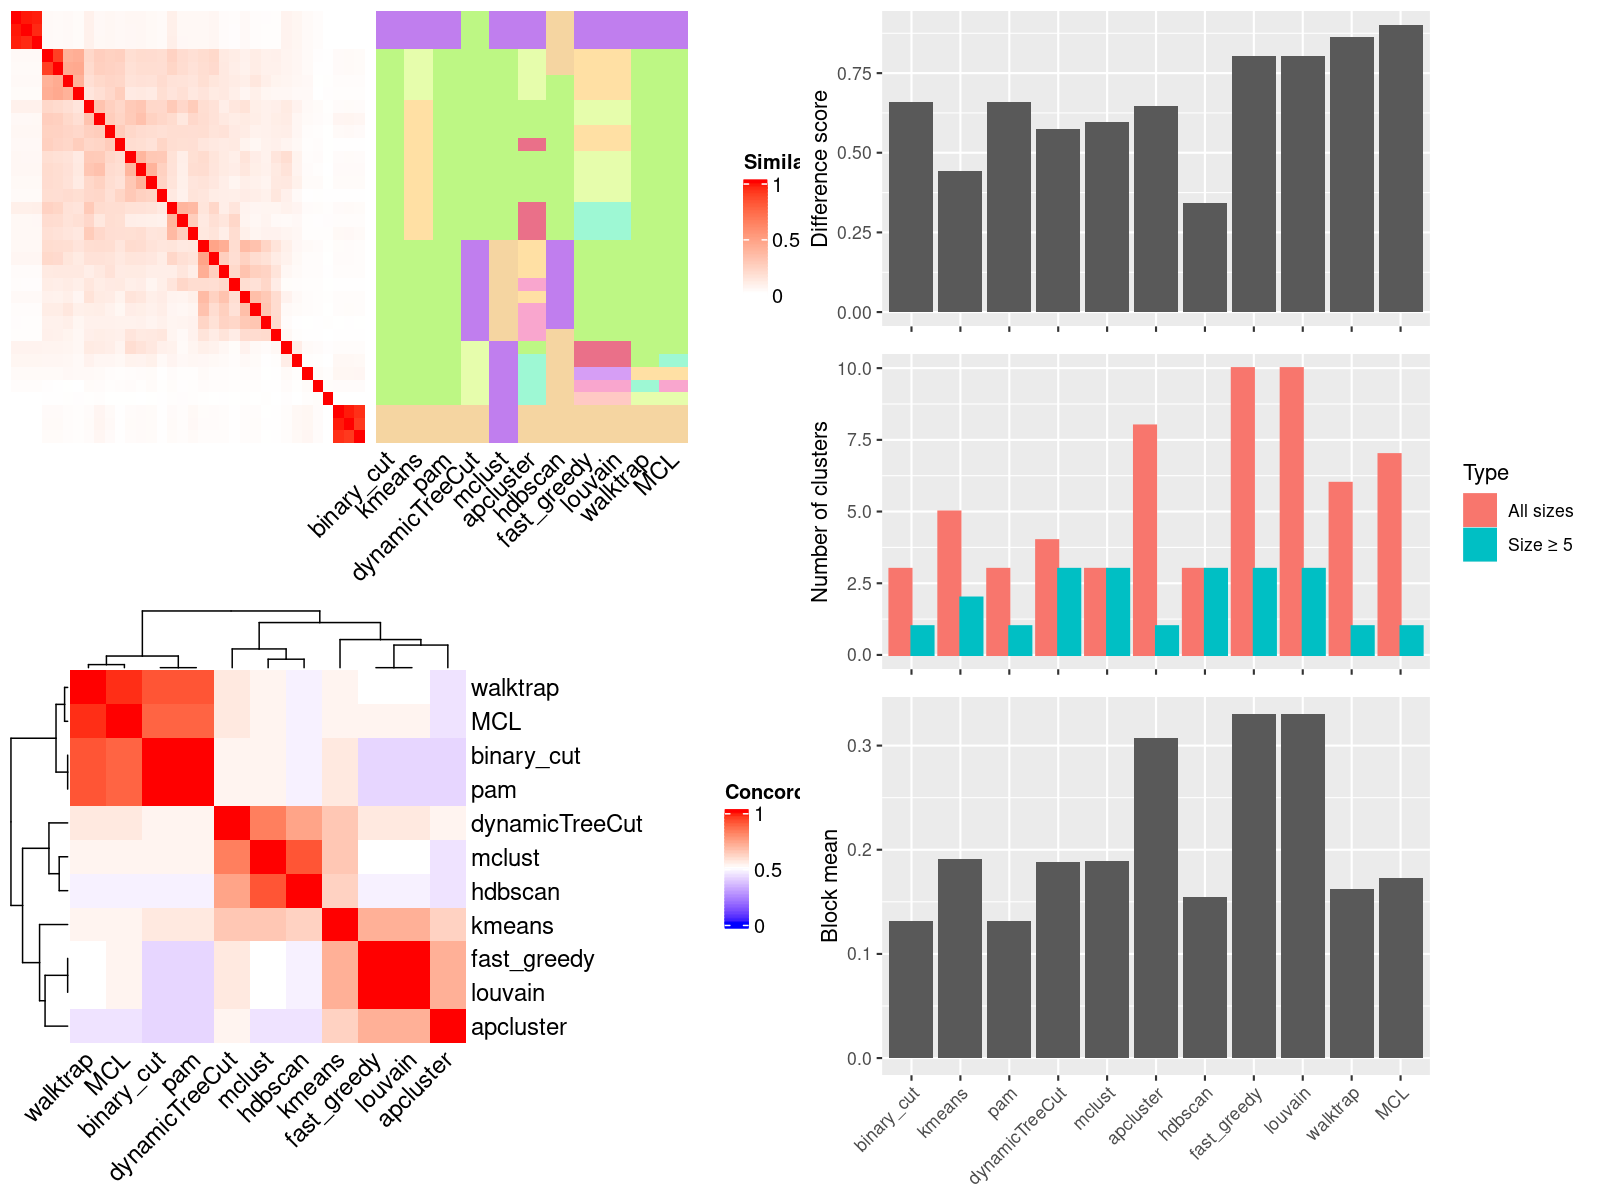 Simila
1
0.5
0
binary_cut
kmeans
pam
dynamicTreeCut
mclust
apcluster
hdbscan
fast_greedy
louvain
walktrap
MCL
walktrap
MCL
binary_cut
pam
dynamicTreeCut
mclust
hdbscan
kmeans
fast_greedy
louvain
apcluster
Concord
1
0.5
0
walktrap
MCL
binary_cut
pam
dynamicTreeCut
mclust
hdbscan
kmeans
fast_greedy
louvain
apcluster
Difference score
0.75
0.50
0.25
0.00
Number of clusters
10.0
7.5
5.0
2.5
0.0
Type
All sizes
Size ≥ 5
Block mean
0.3
0.2
0.1
0.0
binary_cut
kmeans
pam
dynamicTreeCut
mclust
apcluster
hdbscan
fast_greedy
louvain
walktrap
MCL